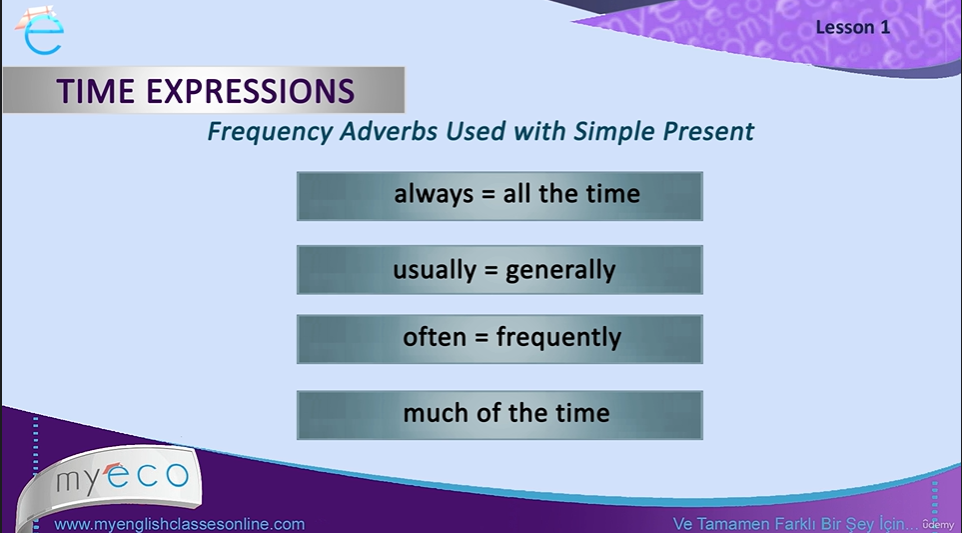 Lesson 1
TIME EXPRESSIONS
Frequency Adverbs Used with Simple Present
always = all the time
usually = generally
often = frequently
much of the time
myeco
www.myenglishclassesonline.com
Ve Tamamen Farklı Bir Şey İçin...
ûdemy